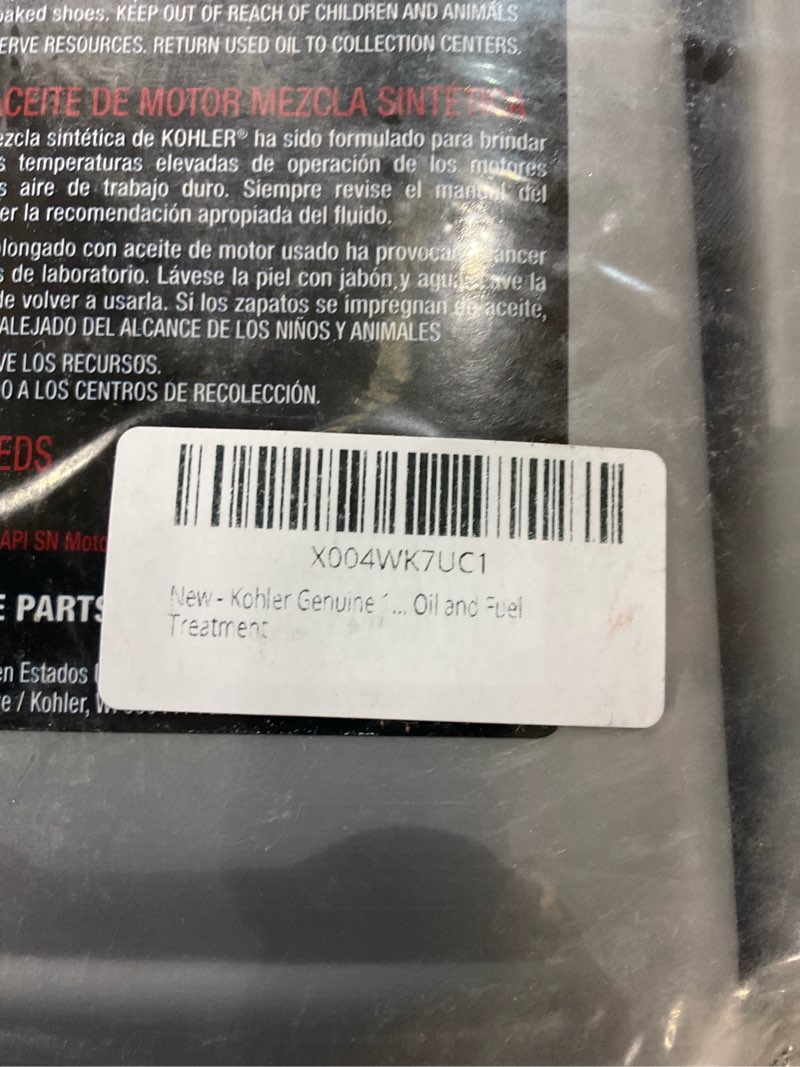 aked shoes. KEEP OUT OF REACH OF CHILDREN AND ANIMALS
ERVE RESOURCES. RETURN USED OIL TO COLLECTION CENTERS.
ACEITE DE MOTOR MEZCLA SINTÉTICA
ezcla sintética de KOHLER® ha sido formulado para brindar
s temperaturas elevadas de operación de los motores
s aire de trabajo duro. Siempre revise el manual del
er la recomendación apropiada del fluido.
olongado con aceite de motor usado ha provocado cáncer
s de laboratorio. Lávese la piel con jabón y agua. Lave la
de volver a usarla. Si los zapatos se impregnan de aceite,
ALEJADO DEL ALCANCE DE LOS NIÑOS Y ANIMALES
VE LOS RECURSOS.
O A LOS CENTROS DE RECOLECCIÓN.
EDS
API SN Moto
E PARTS
en Estados
e / Kohler,
X004WK7UC1
New - Kohler Genuine ... Oil and Fuel
Treatment